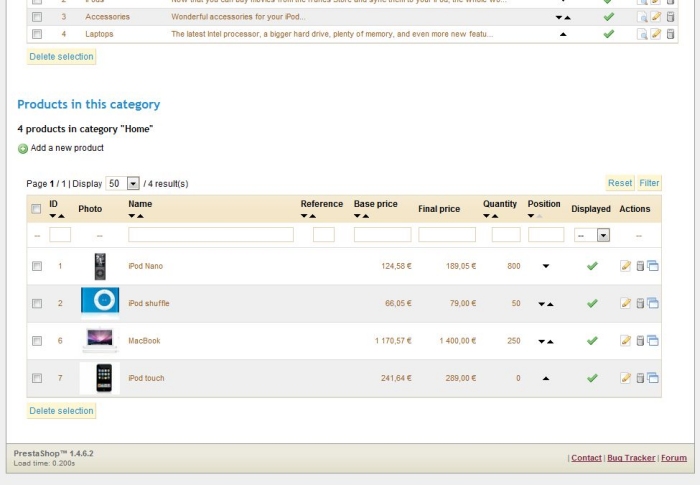 3 Accessories Wonderful accessories for your iPod...
4 Laptops The latest Intel processor, a bigger hard drive, plenty of memory, and even more new featu...
Delete selection
Products in this category
4 products in category "Home"
Add a new product
Page 1 / 1 | Display 50 / 4 result(s) Reset Filter
ID Photo Name Reference Base price Final price Quantity Position Displayed Actions
-- -- -- --
1 iPod Nano 124,58 € 189,05 € 800
2 iPod shuffle 66,05 € 79,00 € 50
6 MacBook 1 170,57 € 1 400,00 € 250
7 iPod touch 241,64 € 289,00 € 0
Delete selection
PrestaShop™ 1.4.6.2
Load time: 0.200s
| Contact | Bug Tracker | Forum